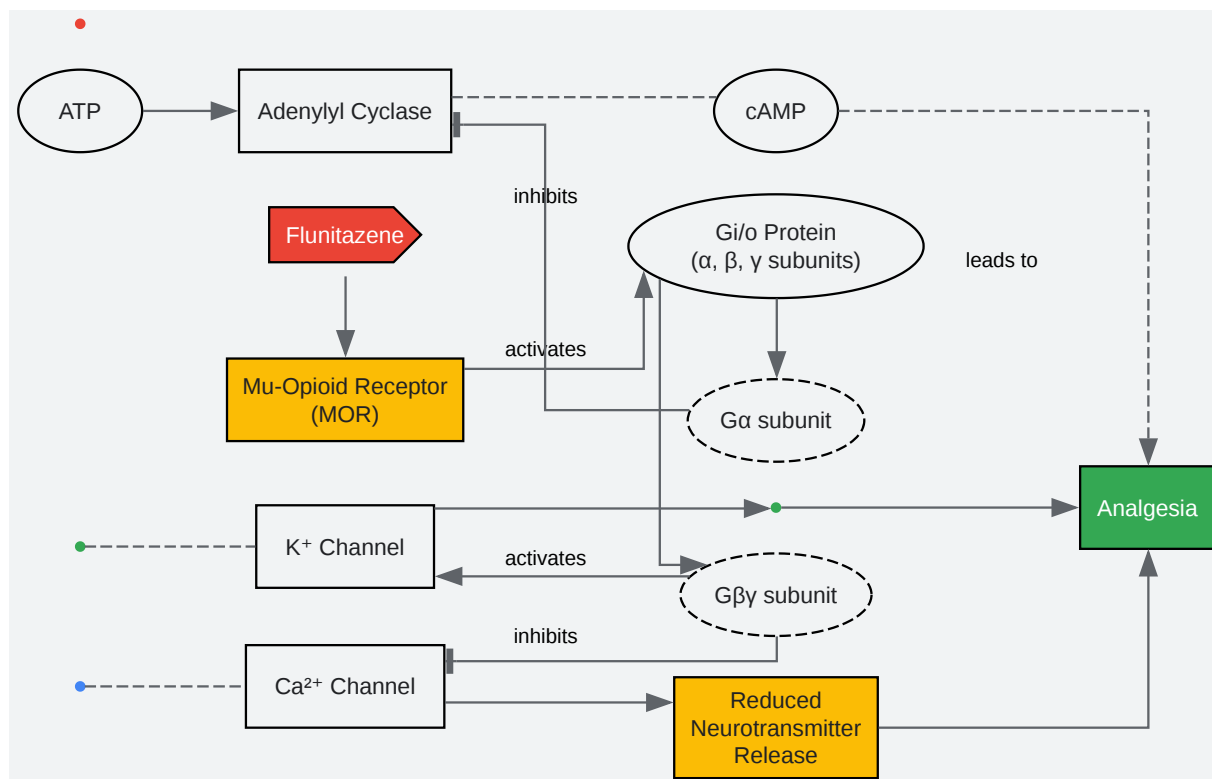 ATP
Adenylyl Cyclase
cAMP
inhibits
Flunitazene
Gi/o Protein
(α, β, γ subunits)
leads to
activates
Mu-Opioid Receptor
(MOR)
Gα subunit
Analgesia
K⁺ Channel
activates
Gβγ subunit
inhibits
Ca²⁺ Channel
Reduced
Neurotransmitter
Release